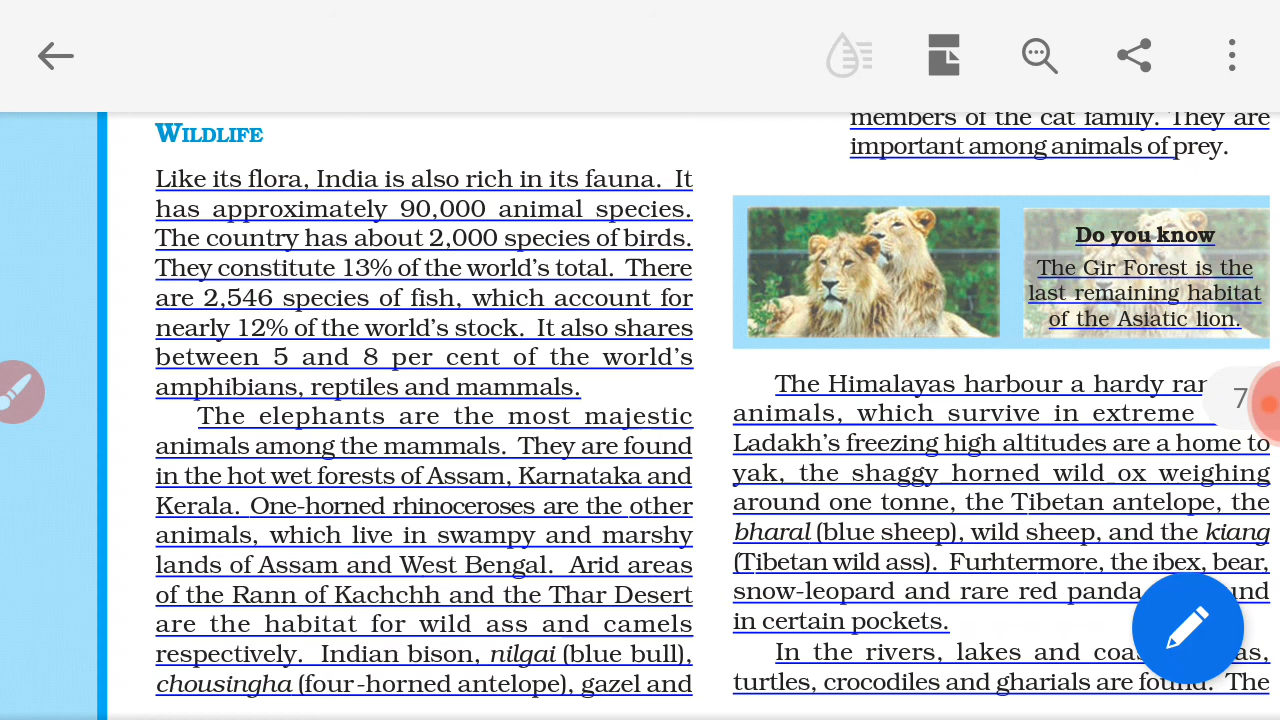 WILDLIFE
Like its flora, India is also rich in its fauna. It
has approximately 90,000 animal species.
The country has about 2,000 species of birds.
They constitute 13% of the world's total. There
are 2,546 species of fish, which account for
nearly 12% of the world's stock. It also shares
between 5 and 8 per cent of the world's
amphibians, reptiles and mammals.
The elephants are the most majestic
animals among the mammals. They are found
in the hot wet forests of Assam, Karnataka and
Kerala. One-horned rhinoceroses are the other
animals, which live in swampy and marshy
lands of Assam and West Bengal. Arid areas
of the Rann of Kachchh and the Thar Desert
are the habitat for wild ass and camels
respectively. Indian bison, nilgai (blue bull),
chousingha (four-horned antelope), gazel and
members of the cat family. They are
important among animals of prey.
Do you know
The Gir Forest is the
last remaining habitat
of the Asiatic lion.
The Himalayas harbour a hardy
animals, which survive in extreme
Ladakh's freezing high altitudes are a home to
yak, the shaggy horned wild ox weighing
around one tonne, the Tibetan antelope, the
bharal (blue sheep), wild sheep, and the kiang
(Tibetan wild ass). Furhtermore, the ibex, bear,
snow-leopard and rare red panda
in certain pockets.
In the rivers, lakes and
turtles, crocodiles and gharials are found. The
7